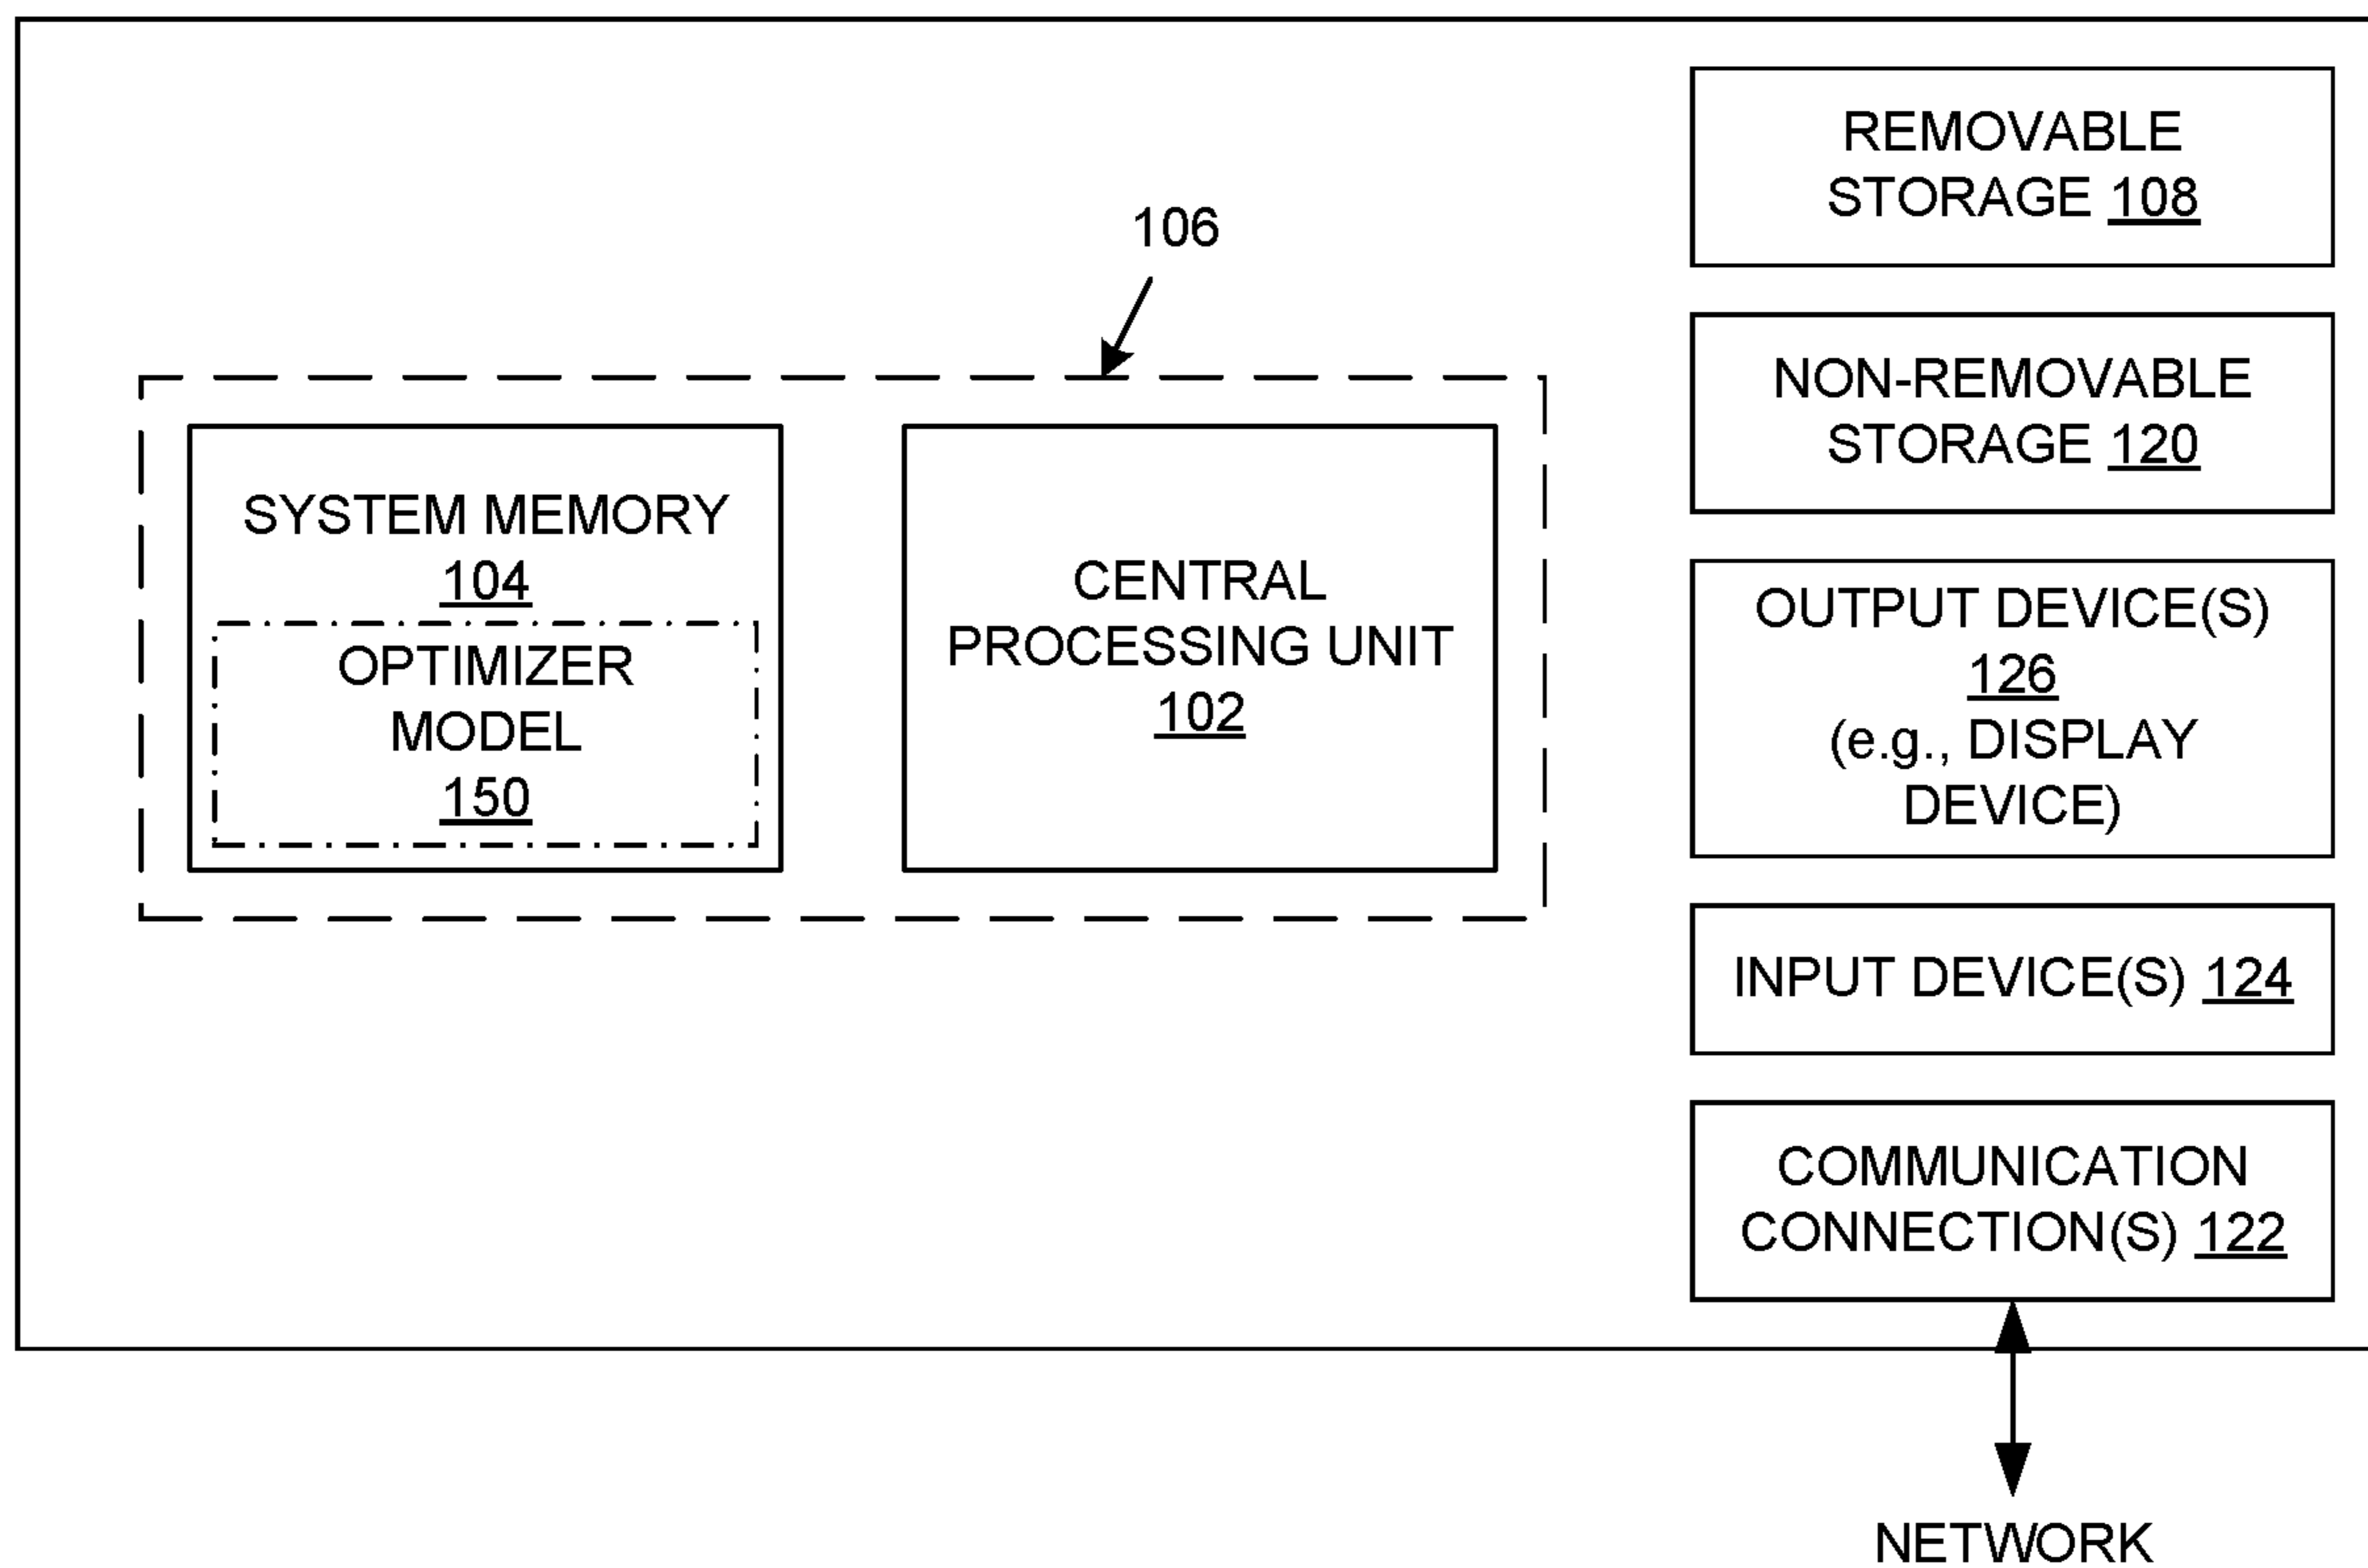 106
SYSTEM MEMORY
104
OPTIMIZER
MODEL
150
CENTRAL
PROCESSING UNIT
102
REMOVABLE
STORAGE 108
NON-REMOVABLE
STORAGE 120
OUTPUT DEVICE(S)
126
(e.g., DISPLAY
DEVICE)
INPUT DEVICE(S) 124
COMMUNICATION
CONNECTION(S) 122
NETWORK